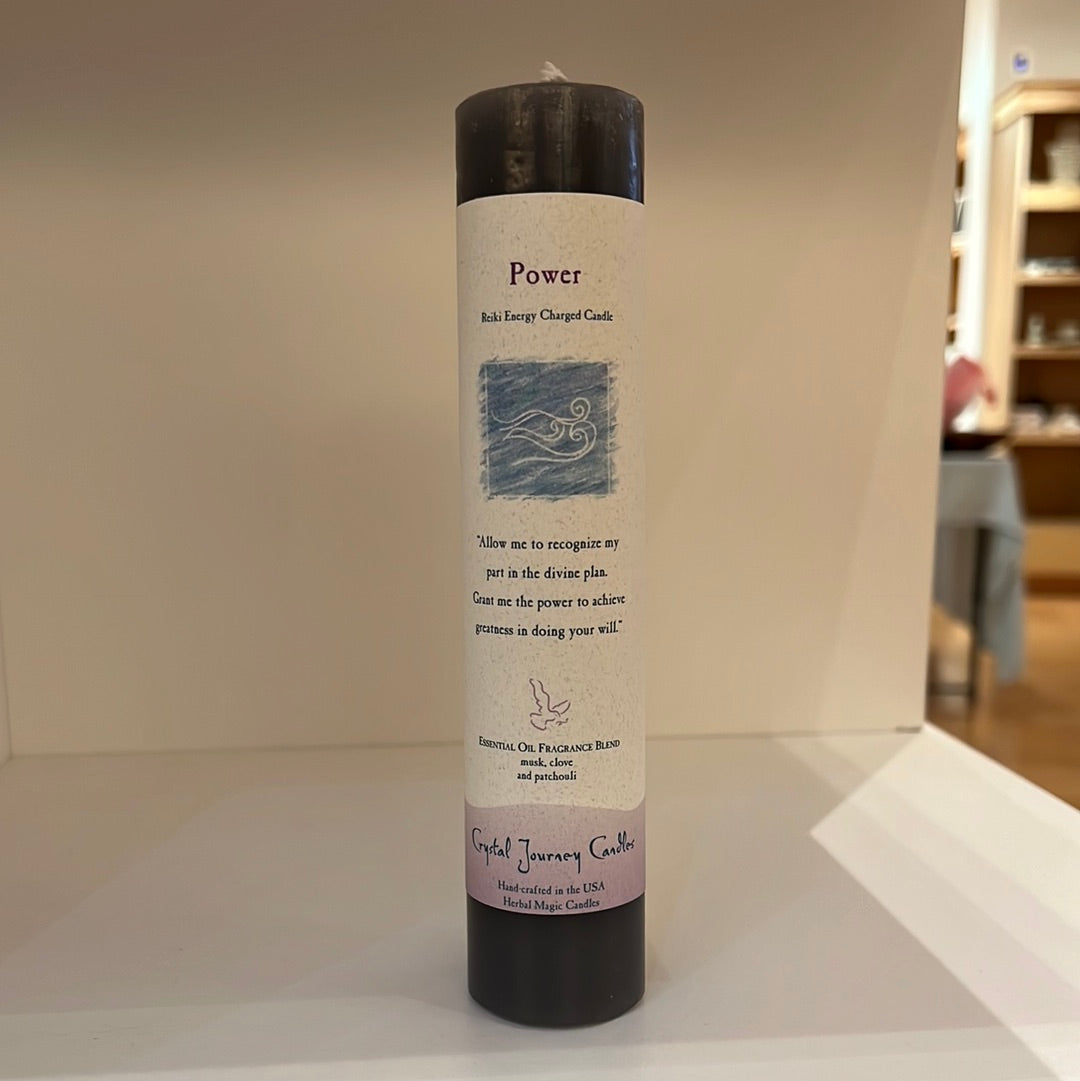 Power
Reiki Energy Charged Candle
"Allow me to recognize my
part in the divine plan.
Grant me the power to achieve
greatness in doing your will."
ESSENTIAL OIL FRAGRANCE BLEND
musk, clove
and patchouli
Crystal Journey Candles
Hand-crafted in the USA
Herbal Magic Candles